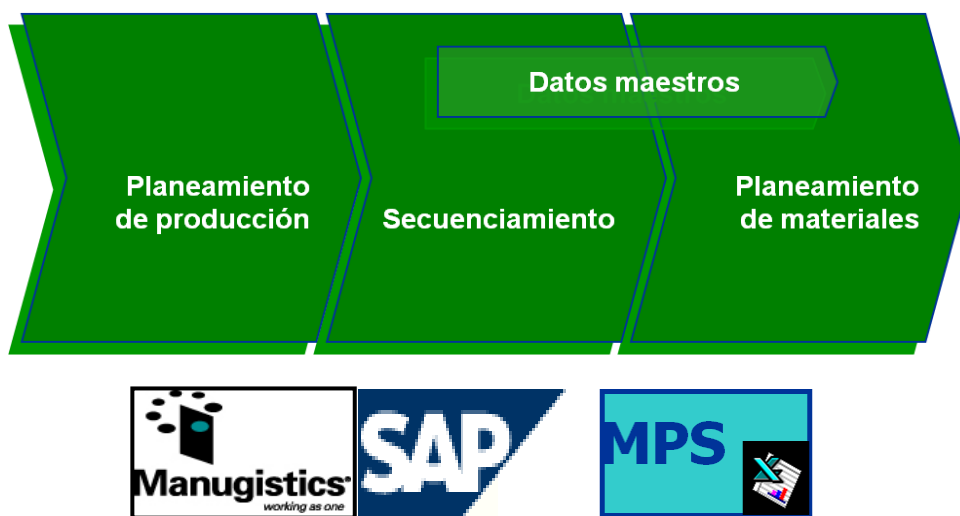 Datos maestros
Planeamiento
de producción
Secuenciamiento
Planeamiento
de materiales
Manugistics
working as one
SAP
MPS